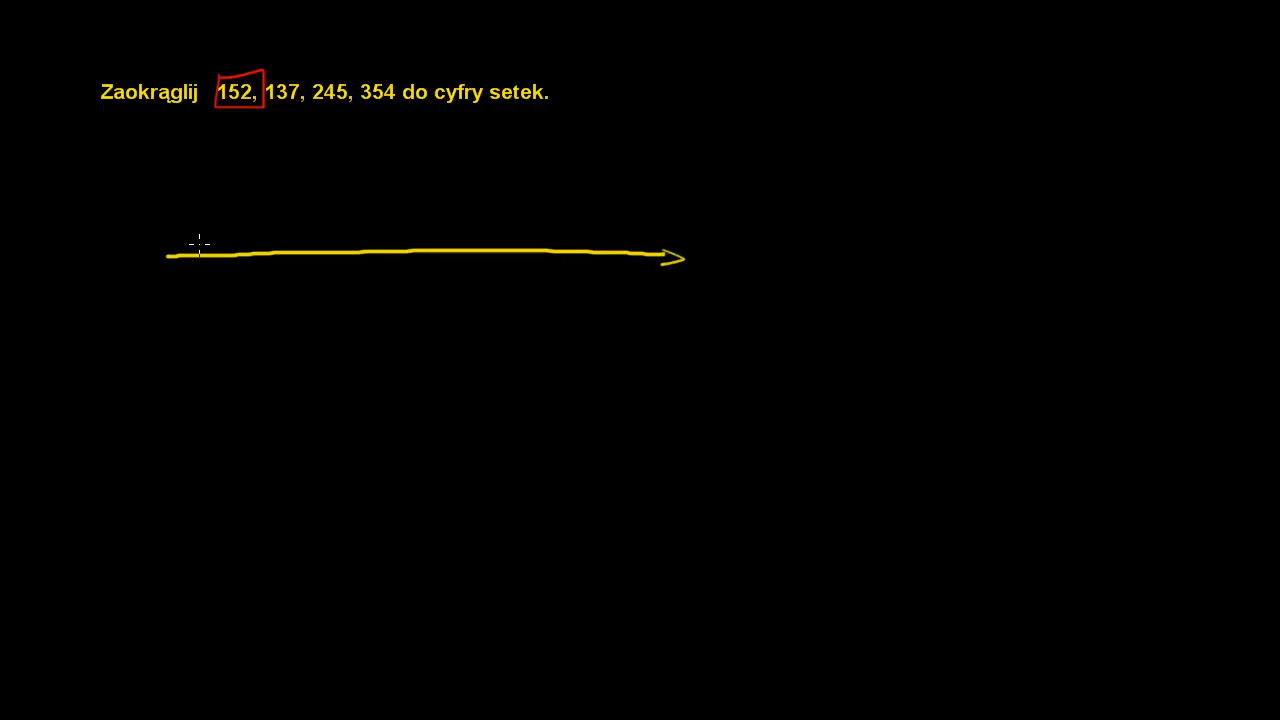 Zaokrąglij 152, 137, 245, 354 do cyfry setek.